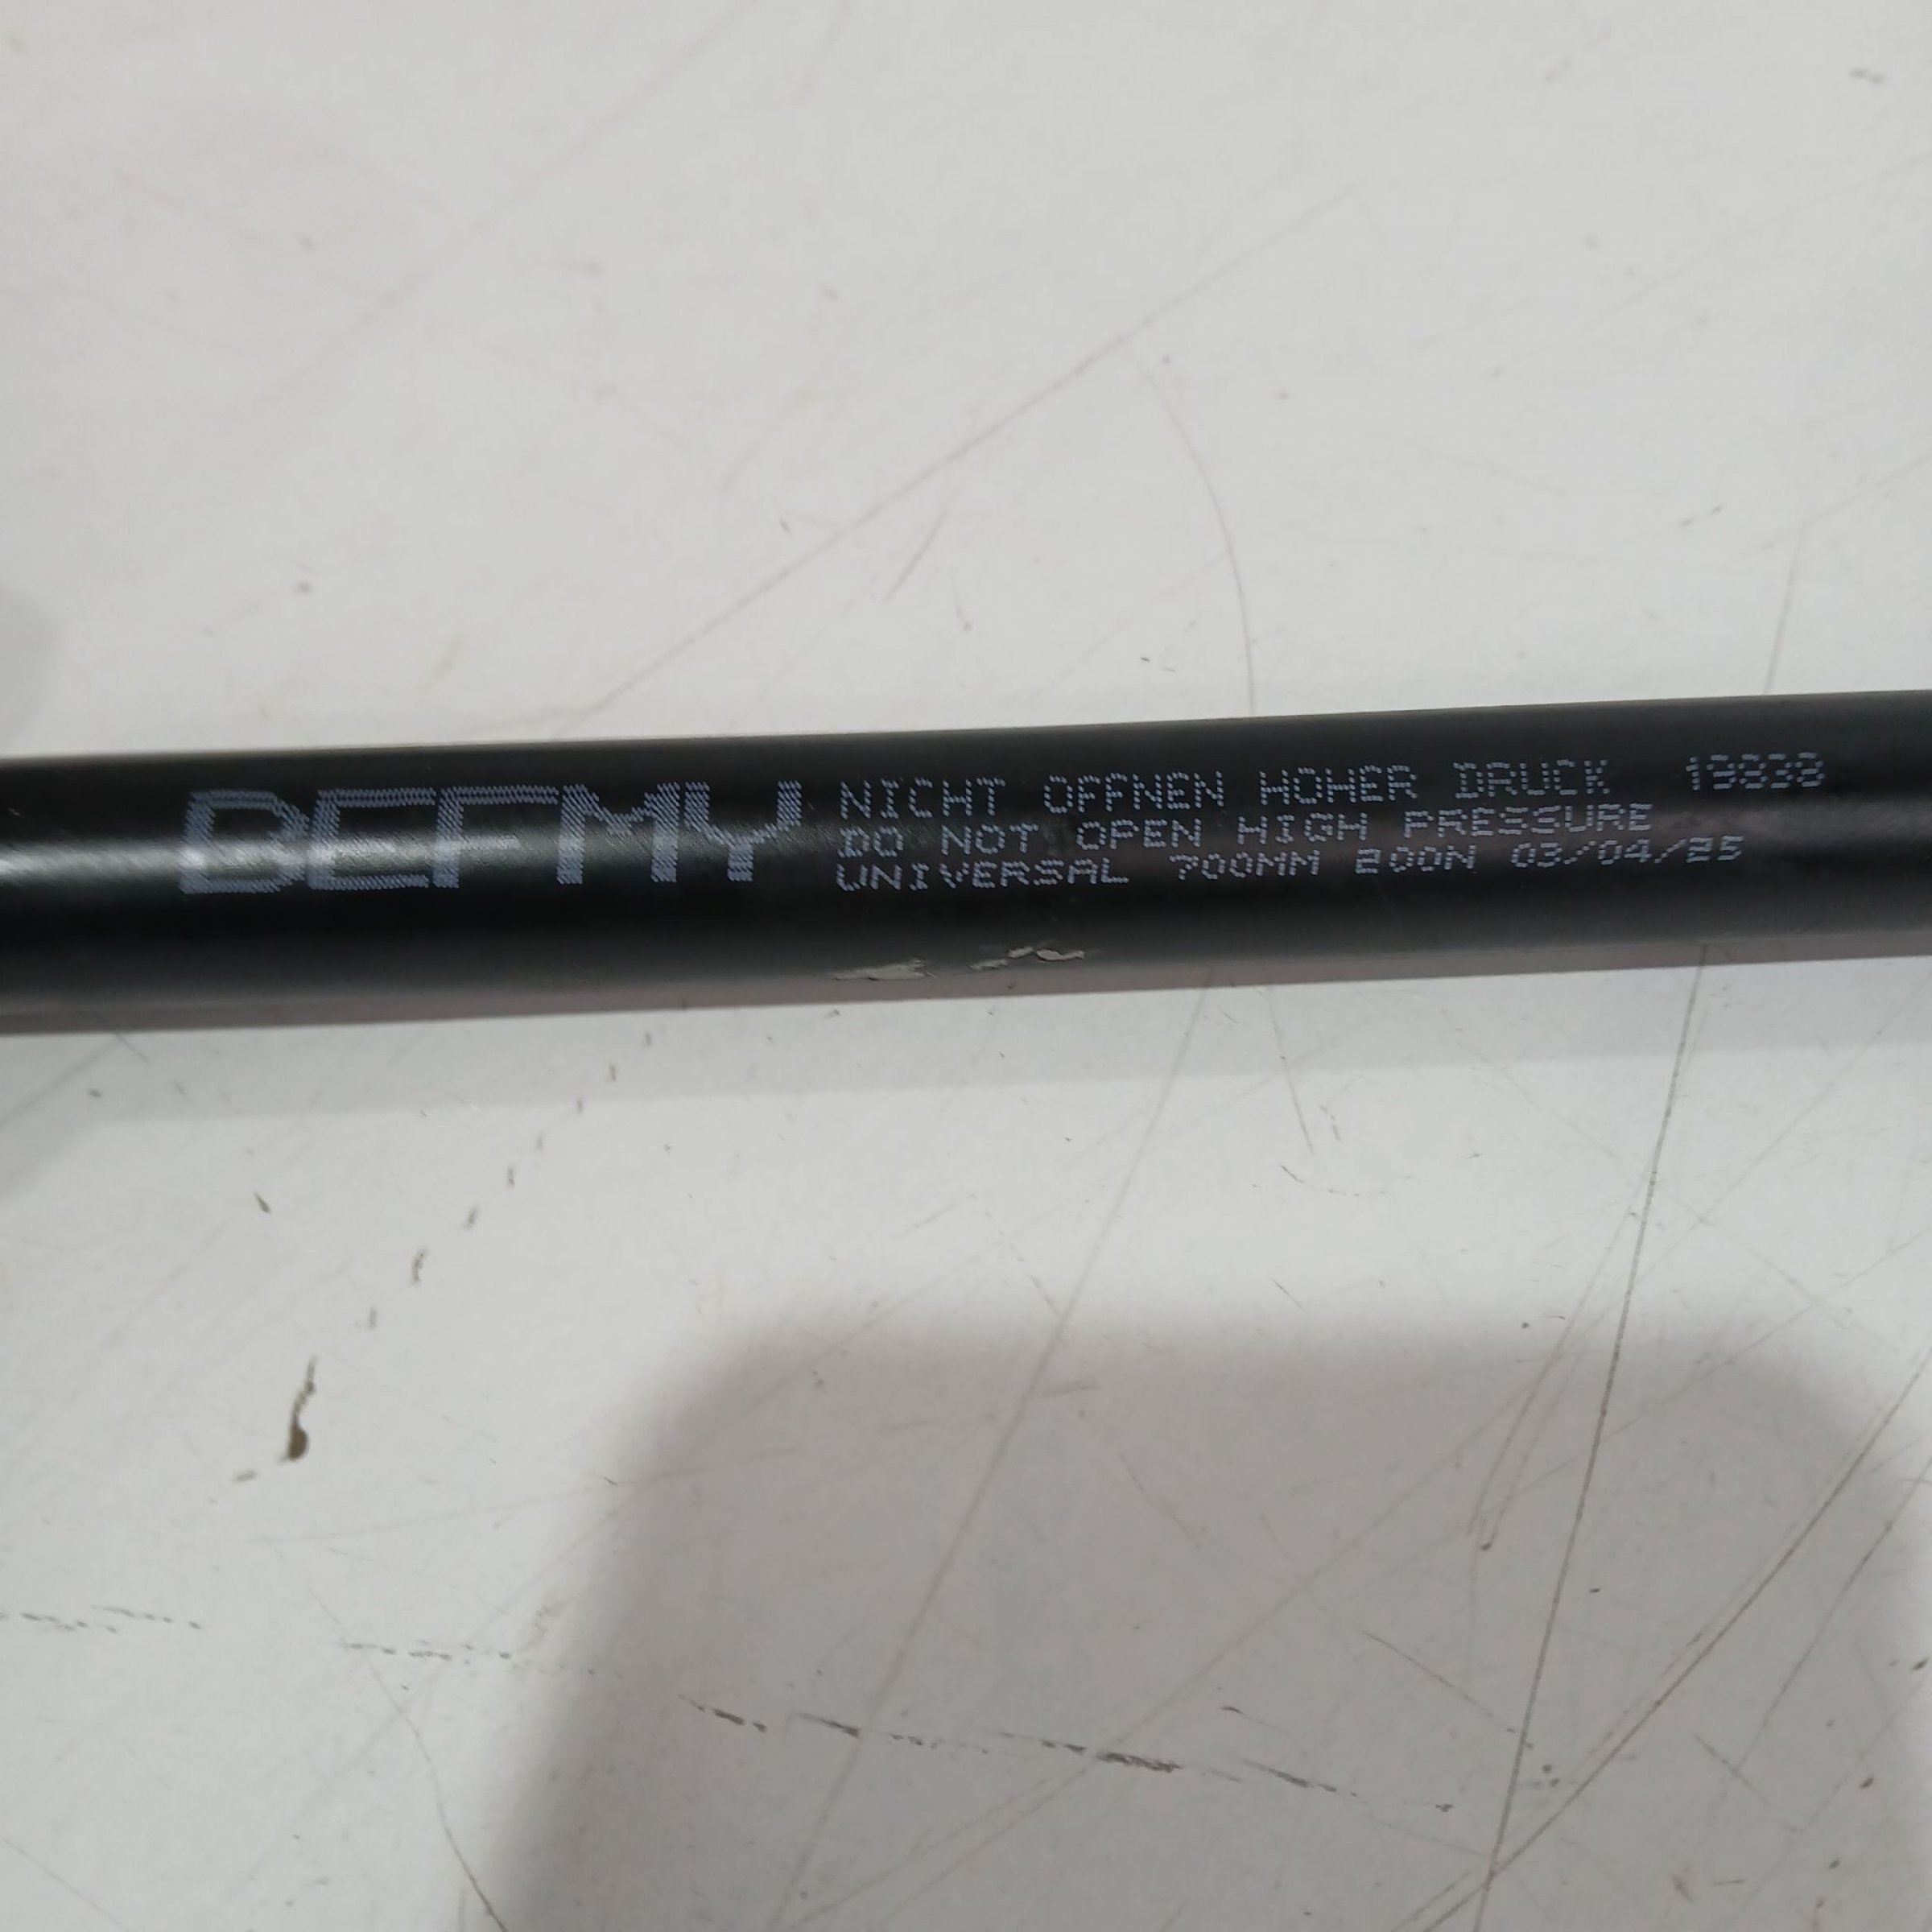 BEFMY
NICHT OFFNEN HOHER DRUCK 19838
DO NOT OPEN HIGH PRESSURE
UNIVERSAL 700MM 200N 03/04/25